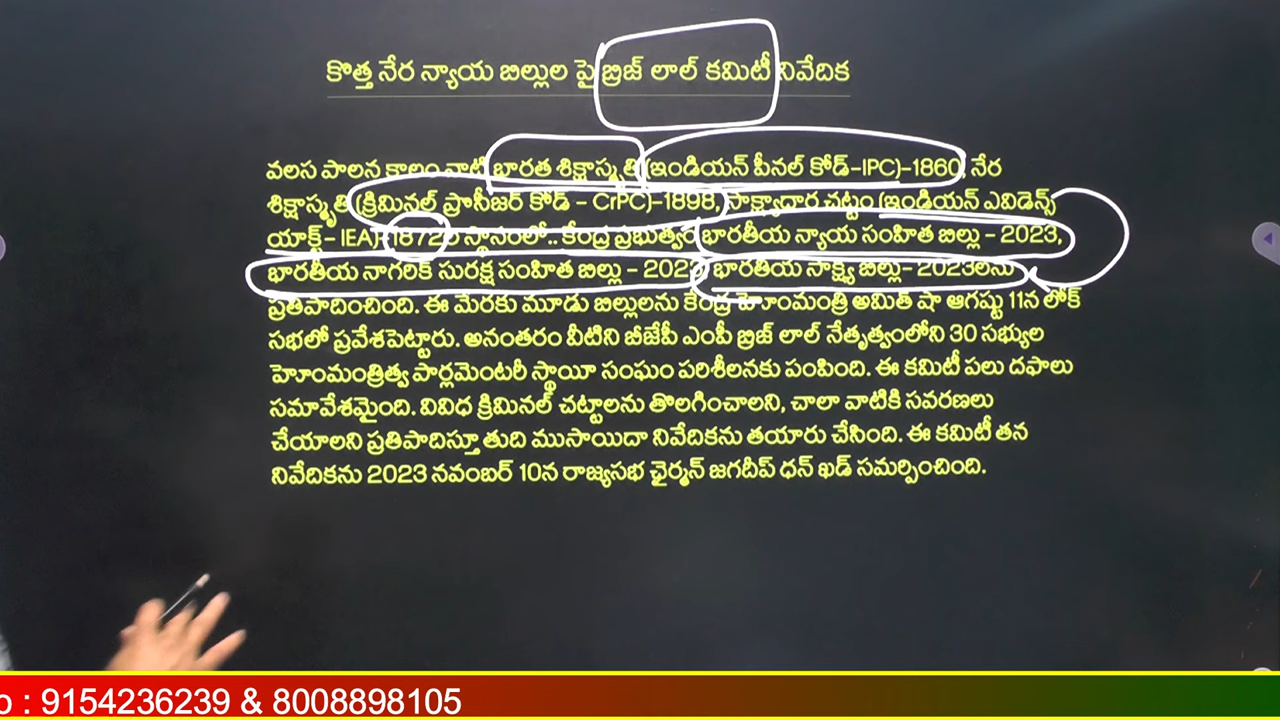 కొత్త నేర న్యాయ బిల్లుల పై బ్రిజ్ లాల్ కమిటీ నివేదిక
వలస పాలన కాలం నాటి భారత శిక్షాస్మృతి (ఇండియన్ పీనల్ కోడ్-IPC)-1860, నేర
శిక్షాస్మృతి (క్రిమినల్ ప్రొసీజర్ కోడ్ - CrPC)-1898, సాక్ష్యాధార చట్టం (ఇండియన్ ఎవిడెన్స్
యాక్ట్- IEA)-1872ల స్థానంలో.. కేంద్ర ప్రభుత్వం భారతీయ న్యాయ సంహిత బిల్లు - 2023,
భారతీయ నాగరిక్ సురక్ష సంహిత బిల్లు - 2023, భారతీయ సాక్ష్య బిల్లు- 2023లను
ప్రతిపాదించింది. ఈ మేరకు మూడు బిల్లులను కేంద్ర హెూంమంత్రి అమిత్ షా ఆగష్టు 11న లోక్
సభలో ప్రవేశపెట్టారు. అనంతరం వీటిని బీజేపీ ఎంపీ బ్రిజ్ లాల్ నేతృత్వంలోని 30 సభ్యుల
హెూంమంత్రిత్వ పార్లమెంటరీ స్థాయీ సంఘం పరిశీలనకు పంపింది. ఈ కమిటీ పలు దఫాలు
సమావేశమైంది. వివిధ క్రిమినల్ చట్టాలను తొలగించాలని, చాలా వాటికి సవరణలు
చేయాలని ప్రతిపాదిస్తూ తుది ముసాయిదా నివేదికను తయారు చేసింది. ఈ కమిటీ తన
నివేదికను 2023 నవంబర్ 10న రాజ్యసభ ఛైర్మన్ జగదీప్ ధన్ ఖడ్ సమర్పించింది.
: 9154236239 & 8008898105